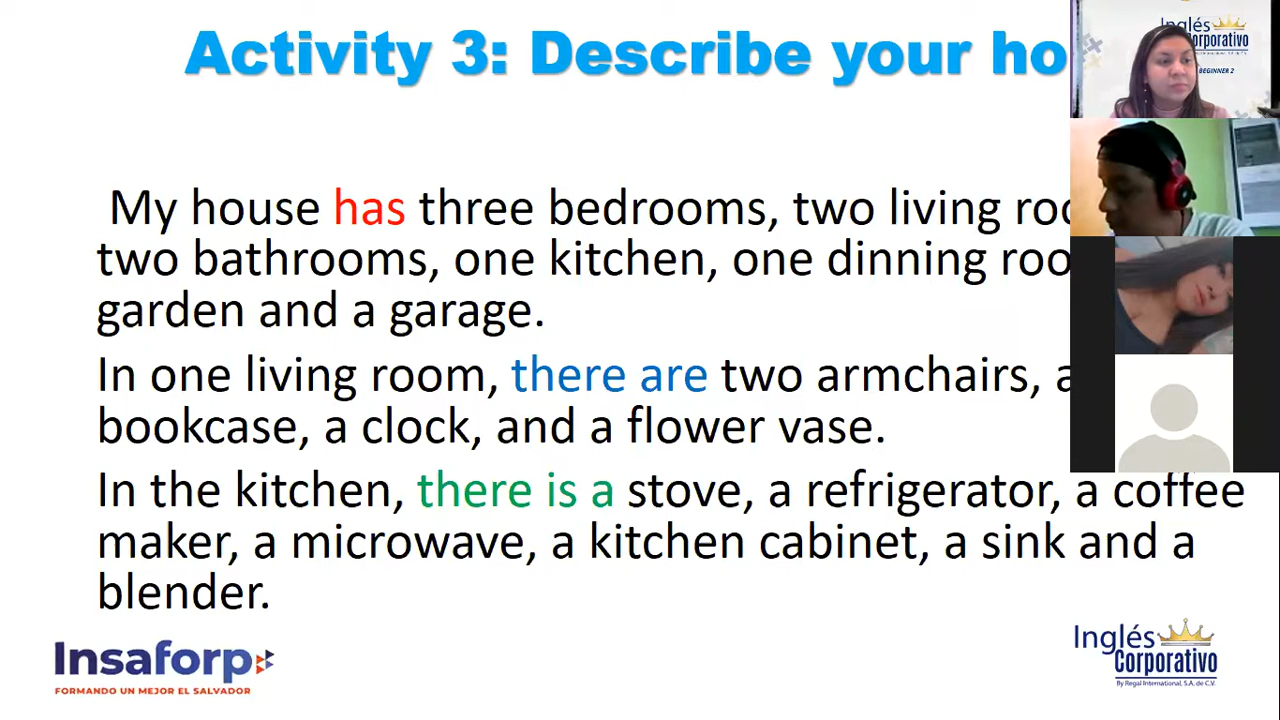 Activity 3: Describe your ho
My house has three bedrooms, two living roo
two bathrooms, one kitchen, one dinning roo
garden and a garage.
In one living room, there are two armchairs, a
bookcase, a clock, and a flower vase.
In the kitchen, there is a stove, a refrigerator, a coffee
maker, a microwave, a kitchen cabinet, a sink and a
blender.
Insaforp
FORMANDO UN MEJOR EL SALVADOR
Inglés
Corporativo
By Regal International, S.A. de C.V.
Inglés
Corporativo
BEGINNER 2